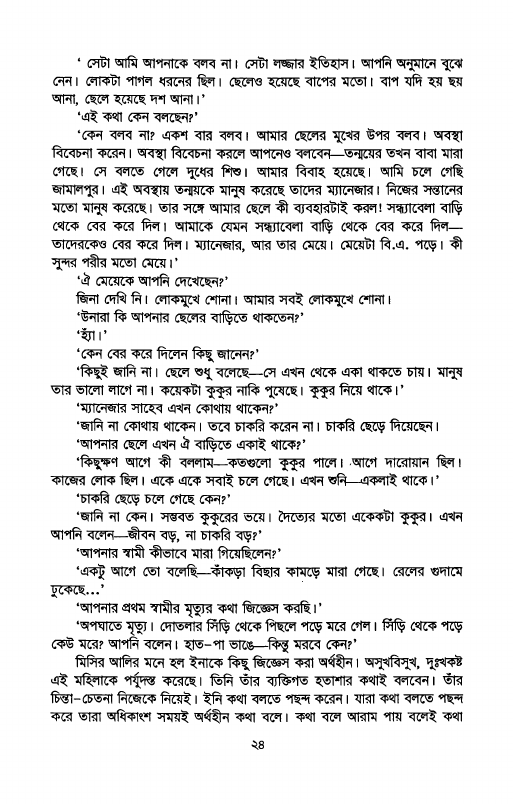 ‘ সেটা আমি আপনাকে বলব না। সেটা লজ্জার ইতিহাস। আপনি অনুমানে বুঝে
নেন। লোকটা পাগল ধরনের ছিল। ছেলেও হয়েছে বাপের মতো। বাপ যদি হয় ছয়
আনা, ছেলে হয়েছে দশ আনা।’
‘এই কথা কেন বলছেন?’
‘কেন বলব না? একশ বার বলব। আমার ছেলের মুখের উপর বলব। অবস্থা
বিবেচনা করেন। অবস্থা বিবেচনা করলে আপনেও বলবেন—তন্ময়ের তখন বাবা মারা
গেছে। সে বলতে গেলে দুধের শিশু। আমার বিবাহ হয়েছে। আমি চলে গেছি
জামালপুর। এই অবস্থায় তন্ময়কে মানুষ করেছে তাদের ম্যানেজার। নিজের সন্তানের
মতো মানুষ করেছে। তার সঙ্গে আমার ছেলে কী ব্যবহারটাই করল! সন্ধ্যাবেলা বাড়ি
থেকে বের করে দিল। আমাকে যেমন সন্ধ্যাবেলা বাড়ি থেকে বের করে দিল—
তাদেরকেও বের করে দিল। ম্যানেজার, আর তার মেয়ে। মেয়েটা বি.এ. পড়ে। কী
সুন্দর পরীর মতো মেয়ে।’
‘ঐ মেয়েকে আপনি দেখেছেন?’
জিনা দেখি নি। লোকমুখে শোনা। আমার সবই লোকমুখে শোনা।
‘উনারা কি আপনার ছেলের বাড়িতে থাকতেন?’
‘হ্যাঁ।’
‘কেন বের করে দিলেন কিছু জানেন?’
‘কিছুই জানি না। ছেলে শুধু বলেছে—সে এখন থেকে একা থাকতে চায়। মানুষ
তার ভালো লাগে না। কয়েকটা কুকুর নাকি পুষেছে। কুকুর নিয়ে থাকে।’
‘ম্যানেজার সাহেব এখন কোথায় থাকেন?’
‘জানি না কোথায় থাকেন। তবে চাকরি করেন না। চাকরি ছেড়ে দিয়েছেন।
‘আপনার ছেলে এখন ঐ বাড়িতে একাই থাকে?’
‘কিছুক্ষণ আগে কী বললাম—কতগুলো কুকুর পালে। আগে দারোয়ান ছিল।
কাজের লোক ছিল। একে একে সবাই চলে গেছে। এখন শুনি—একলাই থাকে।’
‘চাকরি ছেড়ে চলে গেছে কেন?’
‘জানি না কেন। সম্ভবত কুকুরের ভয়ে। দৈত্যের মতো একেকটা কুকুর। এখন
আপনি বলেন—জীবন বড়, না চাকরি বড়?’
‘আপনার স্বামী কীভাবে মারা গিয়েছিলেন?’
‘একটু আগে তো বলেছি—কাঁকড়া বিছার কামড়ে মারা গেছে। রেলের গুদামে
ঢুকেছে...’
‘আপনার প্রথম স্বামীর মৃত্যুর কথা জিজ্ঞেস করছি।’
‘অপঘাতে মৃত্যু। দোতলার সিঁড়ি থেকে পিছলে পড়ে মরে গেল। সিঁড়ি থেকে পড়ে
কেউ মরে? আপনি বলেন। হাত-পা ভাঙে—কিন্তু মরবে কেন?’
মিসির আলির মনে হল ইনাকে কিছু জিজ্ঞেস করা অর্থহীন। অসুখবিসুখ, দুঃখকষ্ট
এই মহিলাকে পর্যুদস্ত করেছে। তিনি তাঁর ব্যক্তিগত হতাশার কথাই বলবেন। তাঁর
চিন্তা-চেতনা নিজেকে নিয়েই। ইনি কথা বলতে পছন্দ করেন। যারা কথা বলতে পছন্দ
করে তারা অধিকাংশ সময়ই অর্থহীন কথা বলে। কথা বলে আরাম পায় বলেই কথা
২৪